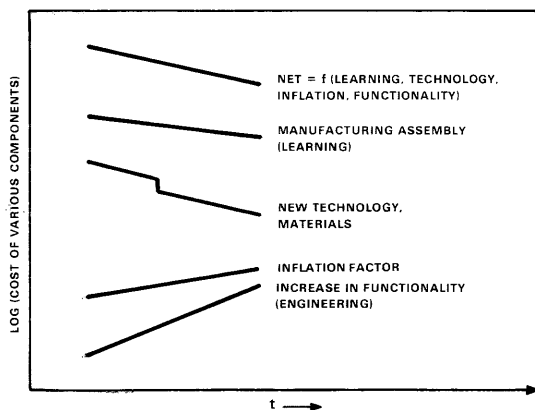 LOG (COST OF VARIOUS COMPONENTS)
NET = f (LEARNING, TECHNOLOGY,
INFLATION, FUNCTIONALITY)
MANUFACTURING ASSEMBLY
(LEARNING)
NEW TECHNOLOGY,
MATERIALS
INFLATION FACTOR
INCREASE IN FUNCTIONALITY
(ENGINEERING)
t